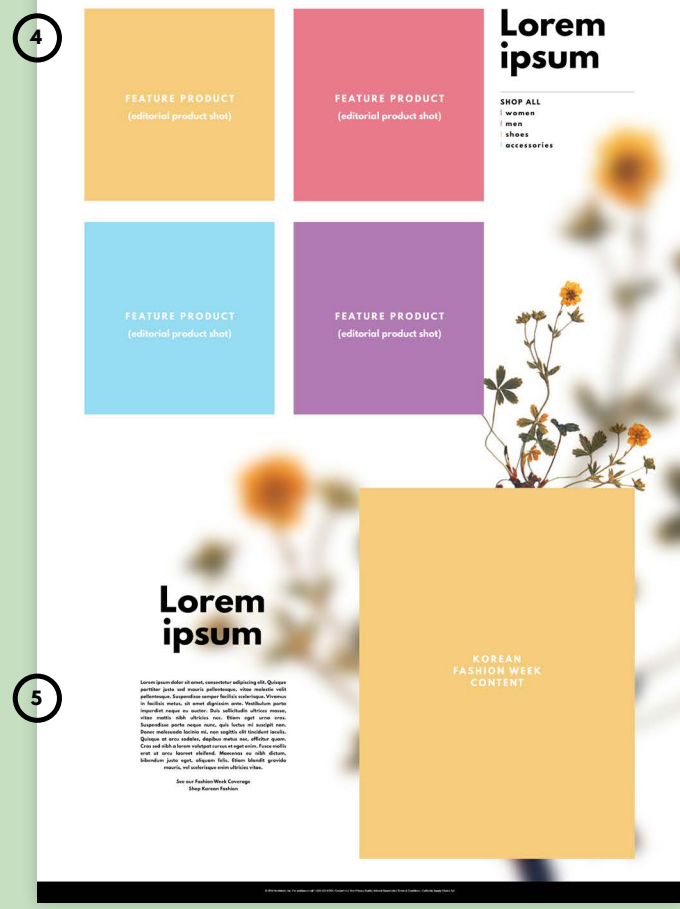 4
FEATURE PRODUCT
(editorial product shot)
FEATURE PRODUCT
(editorial product shot)
Lorem
ipsum
SHOP ALL
women
men
shoes
accessories
FEATURE PRODUCT
(editorial product shot)
FEATURE PRODUCT
(editorial product shot)
Lorem
ipsum
KOREAN
FASHION WEEK
CONTENT
5
Lorem ipsum dolor sit amet, consectetur adipiscing elit. Quisque
porttitor justo sed mauris pellentesque, vitae molestie velit
pellentesque. Suspendisse semper facilisis scelerisque. Vivamus
in facilisis metus, sit amet dignissim ante. Vestibulum porta
imperdiet neque eu auctor. Duis sollicitudin ultrices massa,
vitae mattis nibh ultricies nec. Etiam eget urna eros.
Suspendisse porta neque nunc, quis luctus mi suscipit non.
Donec malesuada lacinia mi, non sagittis elit tincidunt iaculis.
Quisque at arcu sodales, dapibus metus nec, efficitur quam.
Cras sed nibh a lorem volutpat cursus et eget enim. Fusce mollis
erat ut arcu laoreet eleifend. Maecenas eu nibh dictum,
bibendum justo eget, aliquam felis. Etiam blandit gravida
mauris, vel scelerisque enim ultricies vitae.
See our Fashion Week Coverage
Shop Korean Fashion